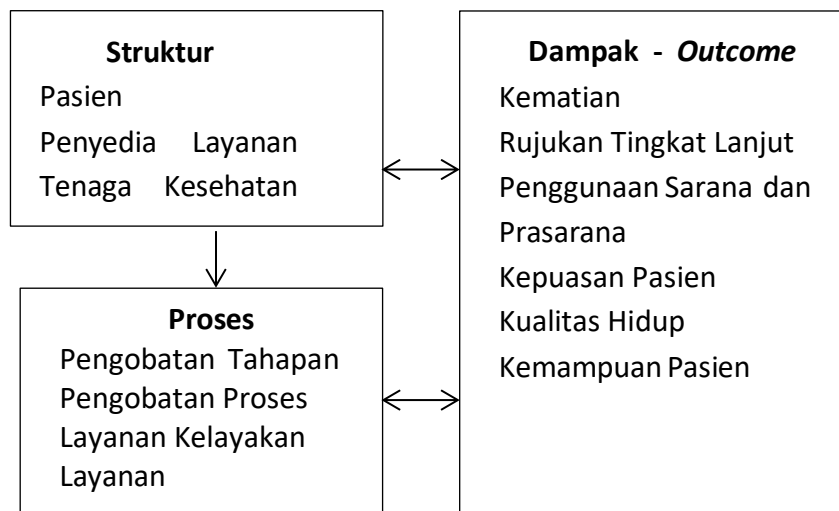 Struktur
Pasien
Penyedia Layanan
Tenaga Kesehatan
Proses
Pengobatan Tahapan
Pengobatan Proses
Layanan Kelayakan
Layanan
Dampak - Outcome
Kematian
Rujukan Tingkat Lanjut
Penggunaan Sarana dan
Prasarana
Kepuasan Pasien
Kualitas Hidup
Kemampuan Pasien